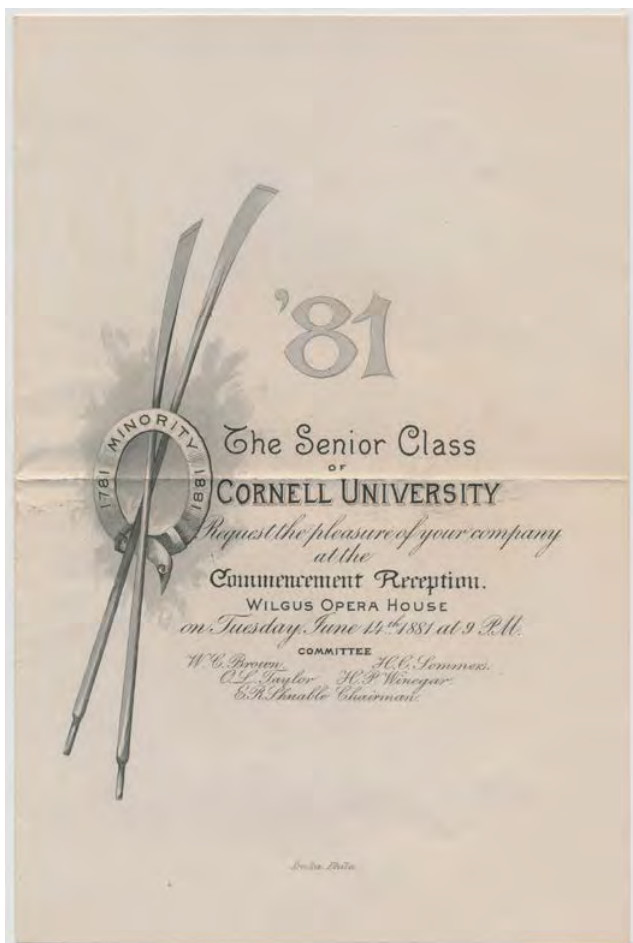 '81
1781 MINORITY 1881
The Senior Class
OF
CORNELL UNIVERSITY
Request the pleasure of your company
at the
Commencement Reception.
WILGUS OPERA HOUSE
on Tuesday, June 14th 1881 at 9 P.M.
COMMITTEE
W.C. Brown. H.C. Sommers.
O.L. Taylor H.P. Winegar
E.R. Shnable Chairman.
Phila